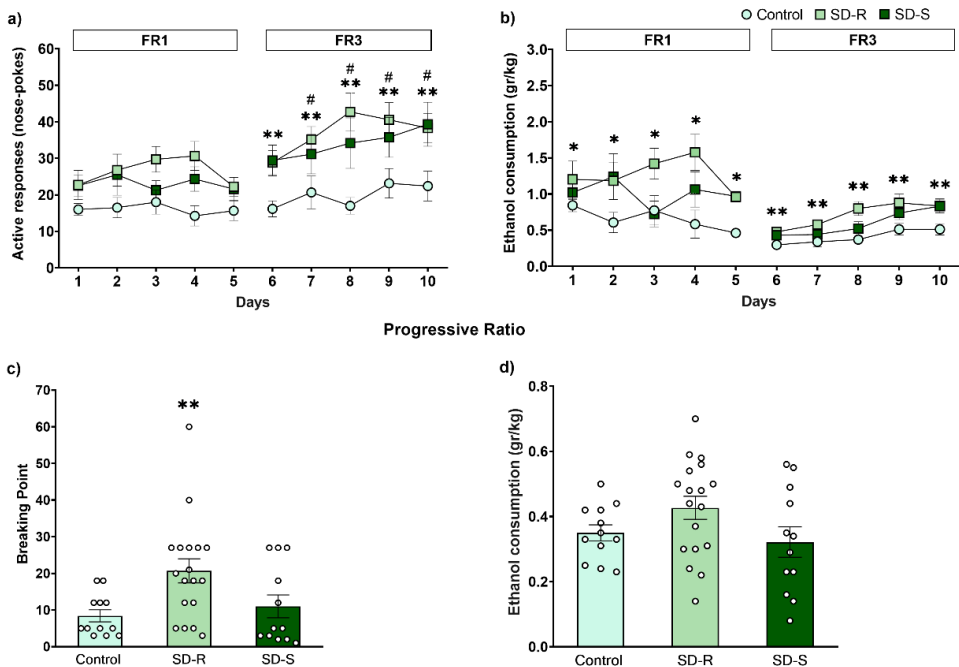 a)
FR1
FR3
Active responses (nose-pokes)
60
50
40
30
20
10
0
#
#
#
#
**
**
**
**
**
1 2 3 4 5 6 7 8 9 10
Days
b)
Control SD-R SD-S
FR1
FR3
Ethanol consumption (gr/kg)
3.0
2.5
2.0
1.5
1.0
0.5
0.0
* * * * *
** ** ** ** **
1 2 3 4 5 6 7 8 9 10
Days
Progressive Ratio
c)
Breaking Point
70
60
50
40
30
20
10
0
**
Control SD-R SD-S
d)
Ethanol consumption (gr/kg)
0.8
0.6
0.4
0.2
0.0
Control SD-R SD-S